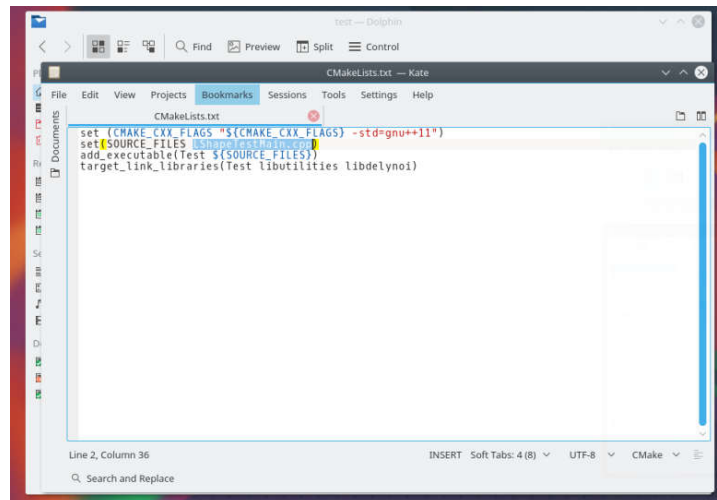 test — Dolphin
Find Preview Split Control
CMakeLists.txt — Kate
File Edit View Projects Bookmarks Sessions Tools Settings Help
CMakeLists.txt
Documents
set (CMAKE_CXX_FLAGS "${CMAKE_CXX_FLAGS} -std=gnu++11")
set(SOURCE_FILES LShapeTestMain.cpp)
add_executable(Test ${SOURCE_FILES})
target_link_libraries(Test libutilities libdelynoi)
Line 2, Column 36 INSERT Soft Tabs: 4 (8) UTF-8 CMake
Search and Replace